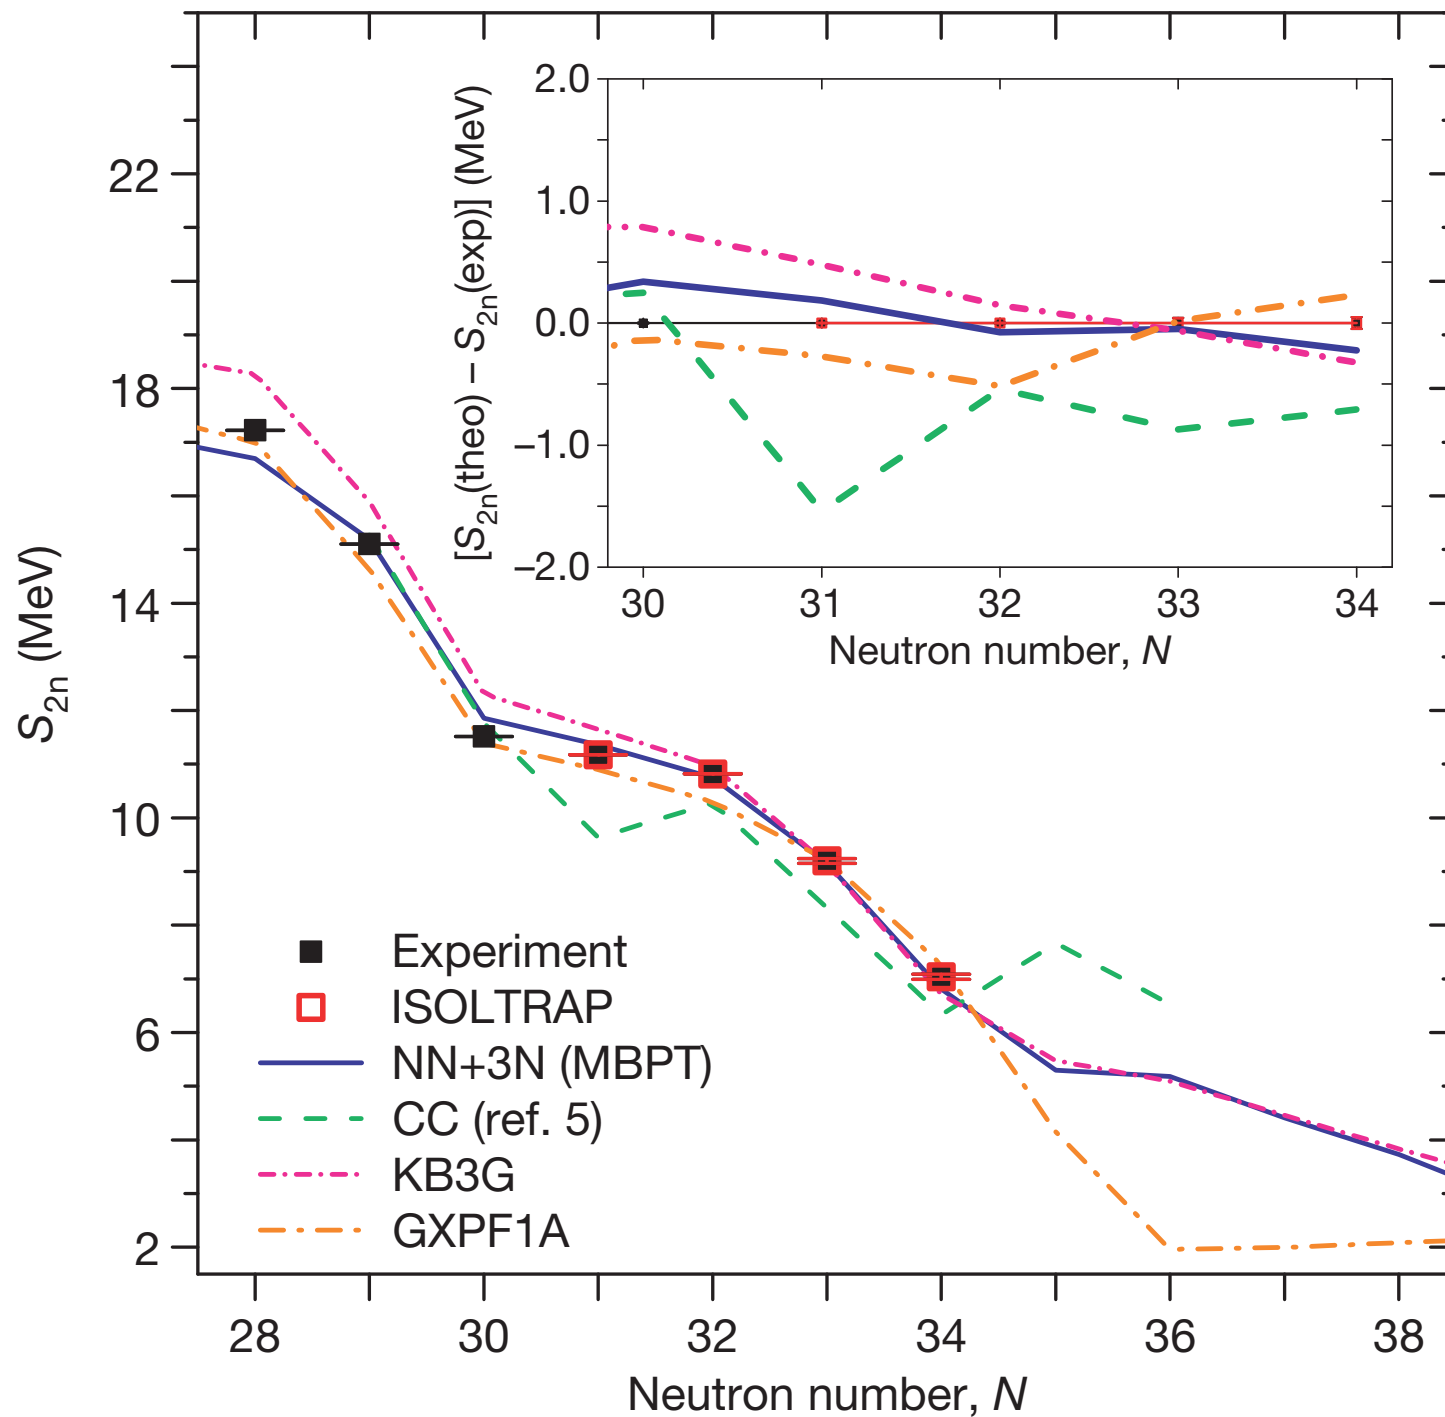 22
18
14
10
6
2
S2n (MeV)
28
30
32
34
36
38
Neutron number, N
Experiment
ISOLTRAP
NN+3N (MBPT)
CC (ref. 5)
KB3G
GXPF1A
[S2n(theo) – S2n(exp)] (MeV)
2.0
1.0
0.0
–1.0
–2.0
30
31
32
33
34
Neutron number, N